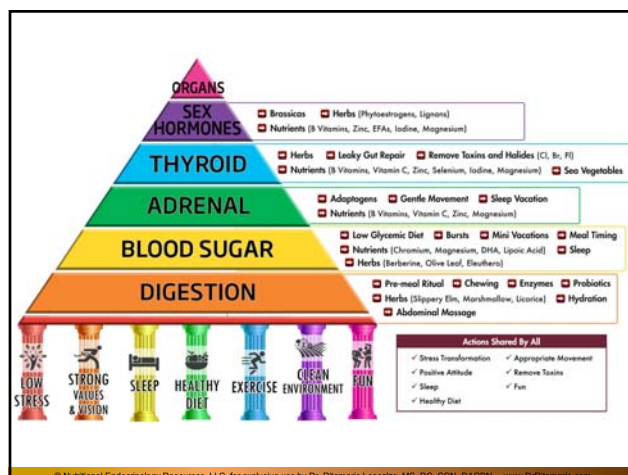 ORGANS
SEX
HORMONES
Brassicas Herbs (Phytoestrogens, Lignans)
Nutrients (B Vitamins, Zinc, EFAs, Iodine, Magnesium)
THYROID
Herbs Leaky Gut Repair Remove Toxins and Halides (Cl, Br, Fl)
Nutrients (B Vitamins, Vitamin C, Zinc, Selenium, Iodine, Magnesium) Sea Vegetables
ADRENAL
Adaptogens Gentle Movement Sleep Vacation
Nutrients (B Vitamins, Vitamin C, Zinc, Magnesium)
BLOOD SUGAR
Low Glycemic Diet Bursts Mini Vacations Meal Timing
Nutrients (Chromium, Magnesium, DHA, Lipoic Acid) Sleep
Herbs (Berberine, Olive Leaf, Eleuthero)
DIGESTION
Pre-meal Ritual Chewing Enzymes Probiotics
Herbs (Slippery Elm, Marshmallow, Licorice) Hydration
Abdominal Massage
LOW
STRESS
STRONG
VALUES
& VISION
SLEEP
HEALTHY
DIET
EXERCISE
CLEAN
ENVIRONMENT
FUN
Actions Shared By All
✓ Stress Transformation ✓ Appropriate Movement
✓ Positive Attitude ✓ Remove Toxins
✓ Sleep ✓ Fun
✓ Healthy Diet